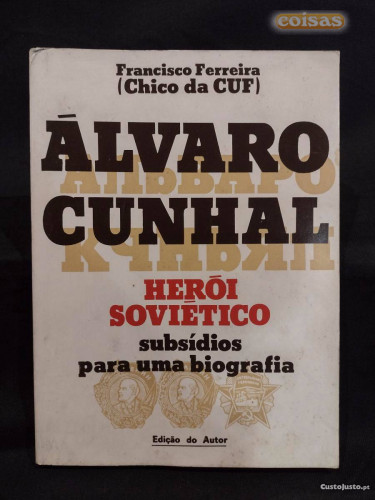 coisas
Francisco Ferreira
(Chico da CUF)
ÁLVARO
АЛЬВАРО
CUNHAL
КУНЬЯЛ
HERÓI
SOVIÉTICO
subsídios
para uma biografia
Edição do Autor
CustoJusto.pt